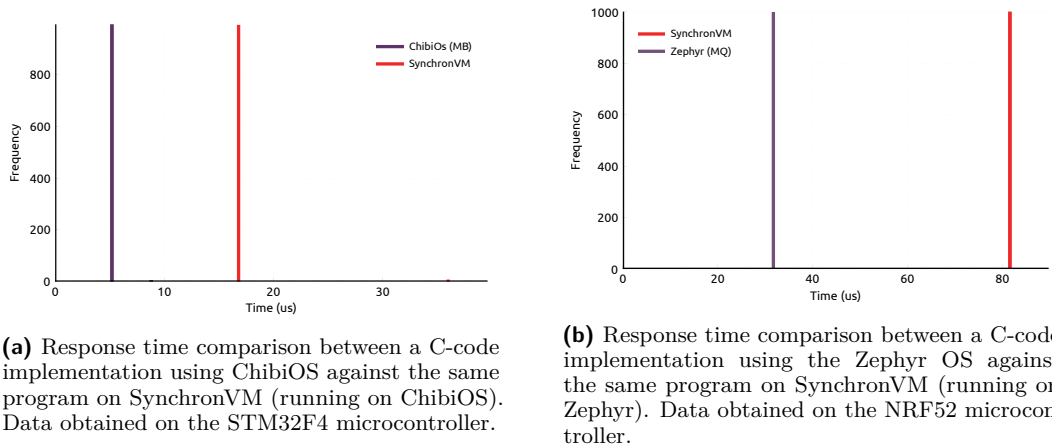 ChibiOs (MB)
SynchronVM
Frequency
800
600
400
200
0
0 10 20 30
Time (us)
(a) Response time comparison between a C-code
implementation using ChibiOS against the same
program on SynchronVM (running on ChibiOS).
Data obtained on the STM32F4 microcontroller.
SynchronVM
Zephyr (MQ)
Frequency
1000
800
600
400
200
0
0 20 40 60 80
Time (us)
(b) Response time comparison between a C-code
implementation using the Zephyr OS against
the same program on SynchronVM (running on
Zephyr). Data obtained on the NRF52 microcon
troller.